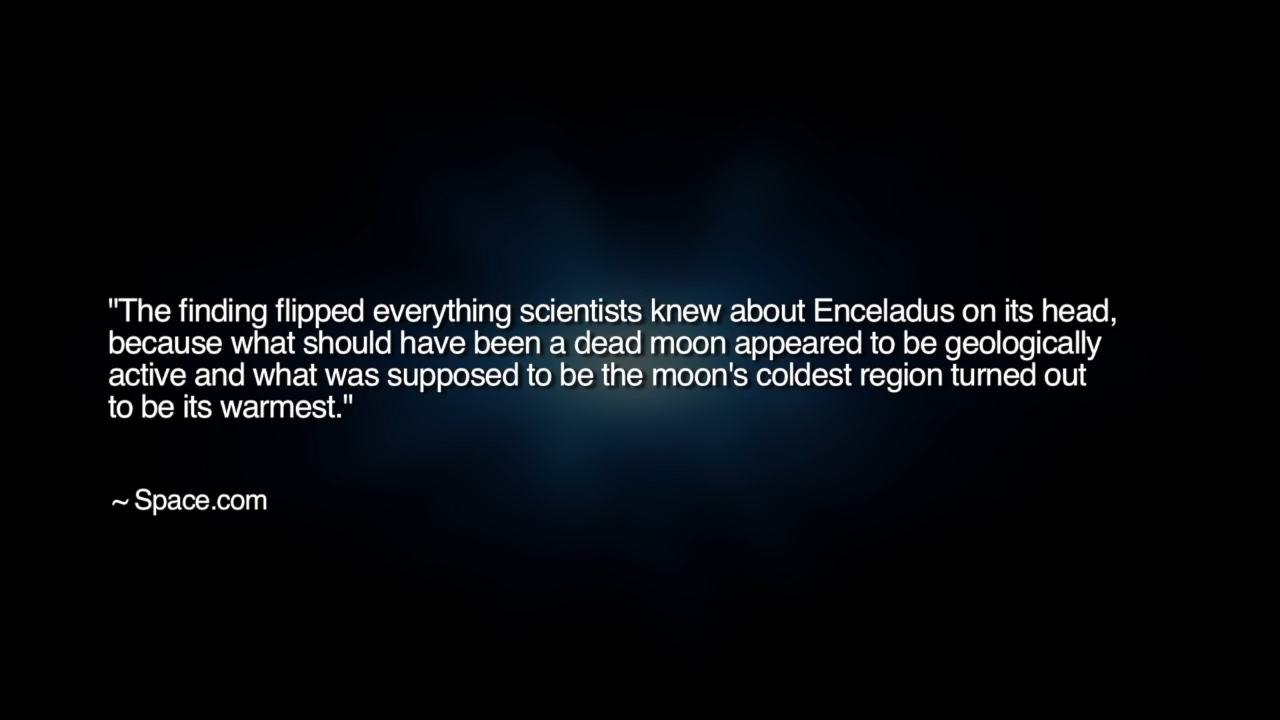 "The finding flipped everything scientists knew about Enceladus on its head,
because what should have been a dead moon appeared to be geologically
active and what was supposed to be the moon's coldest region turned out
to be its warmest."
~ Space.com